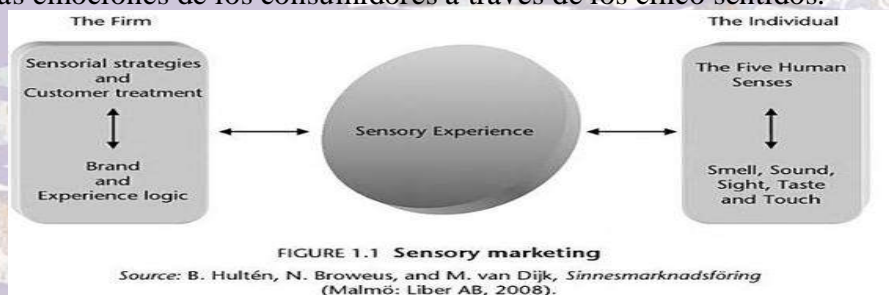 las emociones de los consumidores a través de los cinco sentidos.
The Firm
Sensorial strategies
and
Customer treatment
Brand
and
Experience logic
Sensory Experience
The Individual
The Five Human
Senses
Smell, Sound,
Sight, Taste
and Touch
FIGURE 1.1 Sensory marketing
Source: B. Hultén, N. Broweus, and M. van Dijk, Sinnesmarknadsföring
(Malmö: Liber AB, 2008).